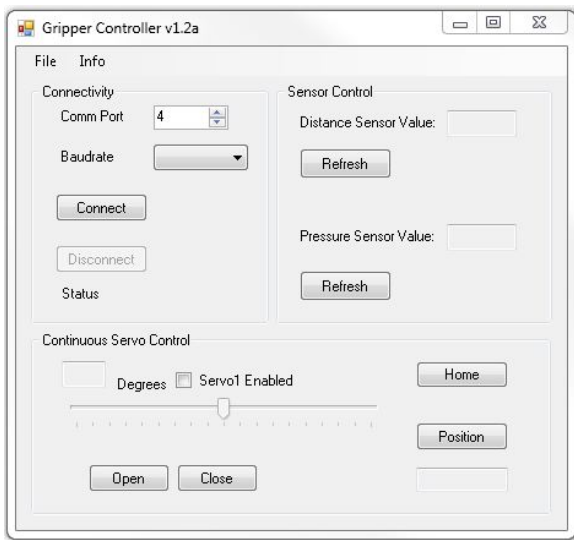 Gripper Controller v1.2a
File Info
Connectivity
Comm Port 4
Baudrate
Connect
Disconnect
Status
Sensor Control
Distance Sensor Value:
Refresh
Pressure Sensor Value:
Refresh
Continuous Servo Control
Degrees Servo1 Enabled
Home
Position
Open Close